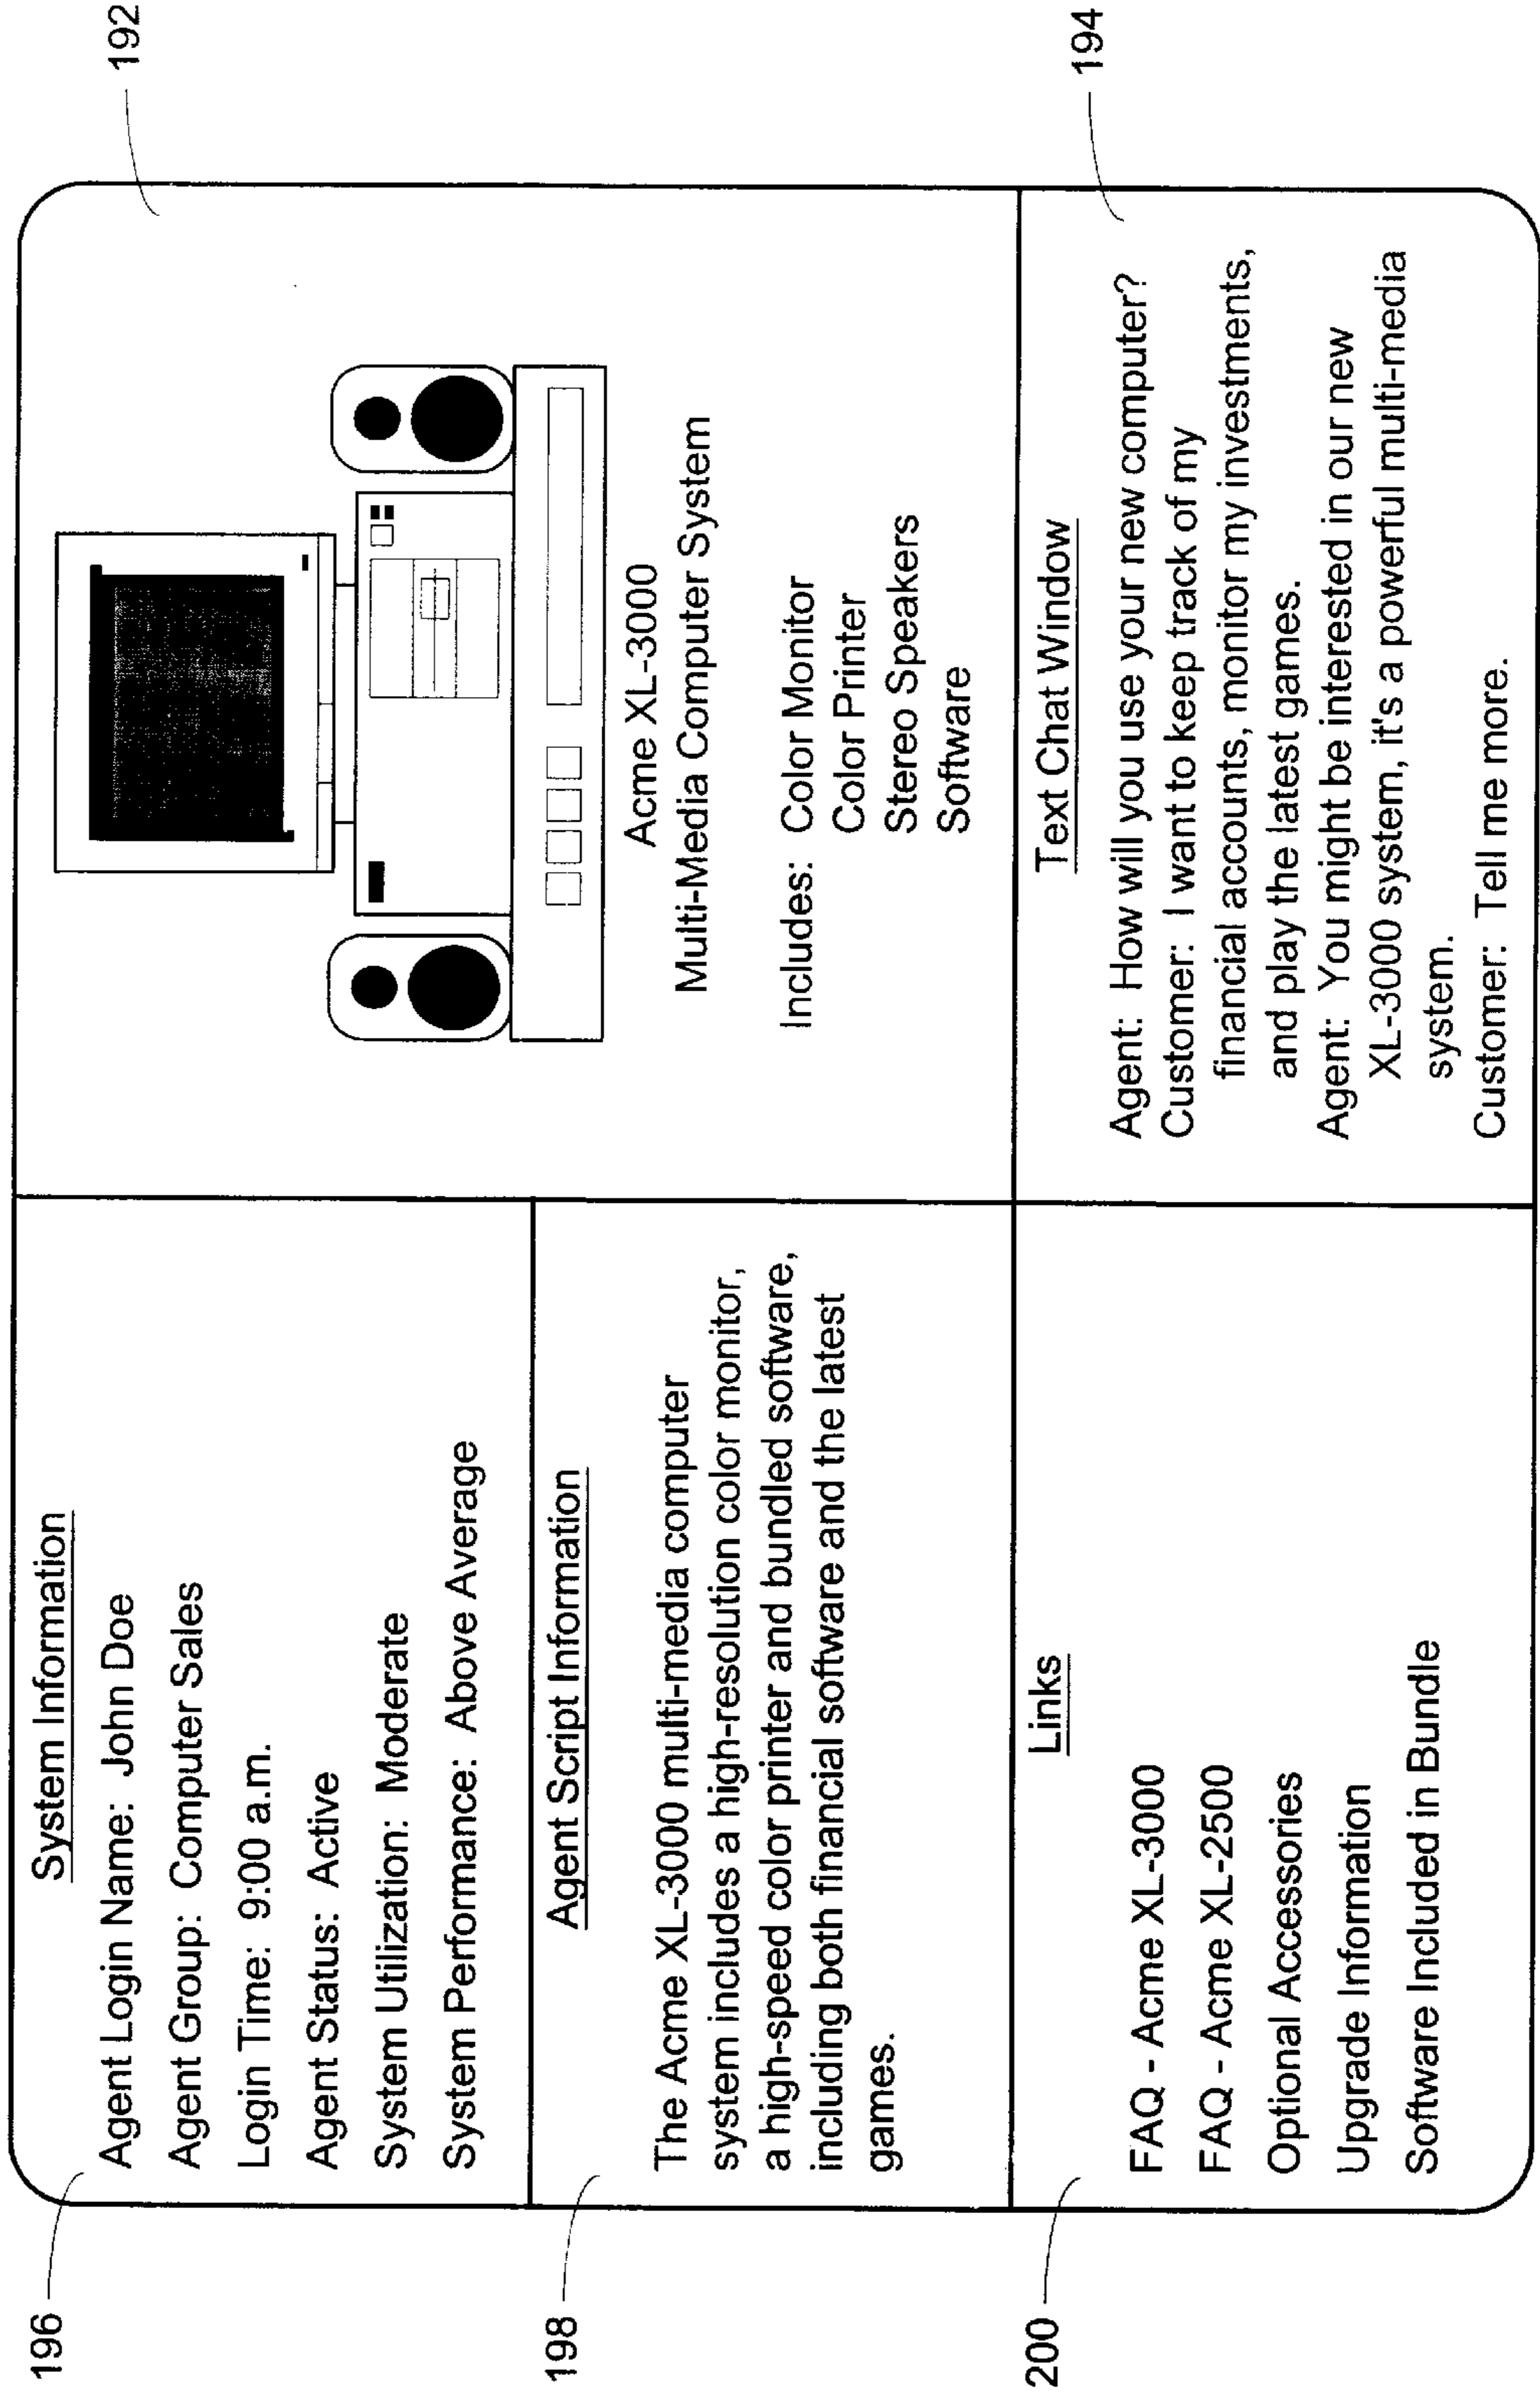 196
System Information
Agent Login Name: John Doe
Agent Group: Computer Sales
Login Time: 9:00 a.m.
Agent Status: Active
System Utilization: Moderate
System Performance: Above Average
198
Agent Script Information
The Acme XL-3000 multi-media computer
system includes a high-resolution color monitor,
a high-speed color printer and bundled software,
including both financial software and the latest
games.
200
Links
FAQ - Acme XL-3000
FAQ - Acme XL-2500
Optional Accessories
Upgrade Information
Software Included in Bundle
192
Acme XL-3000
Multi-Media Computer System
Includes: Color Monitor
Color Printer
Stereo Speakers
Software
194
Text Chat Window
Agent: How will you use your new computer?
Customer: I want to keep track of my
financial accounts, monitor my investments,
and play the latest games.
Agent: You might be interested in our new
XL-3000 system, it's a powerful multi-media
system.
Customer: Tell me more.